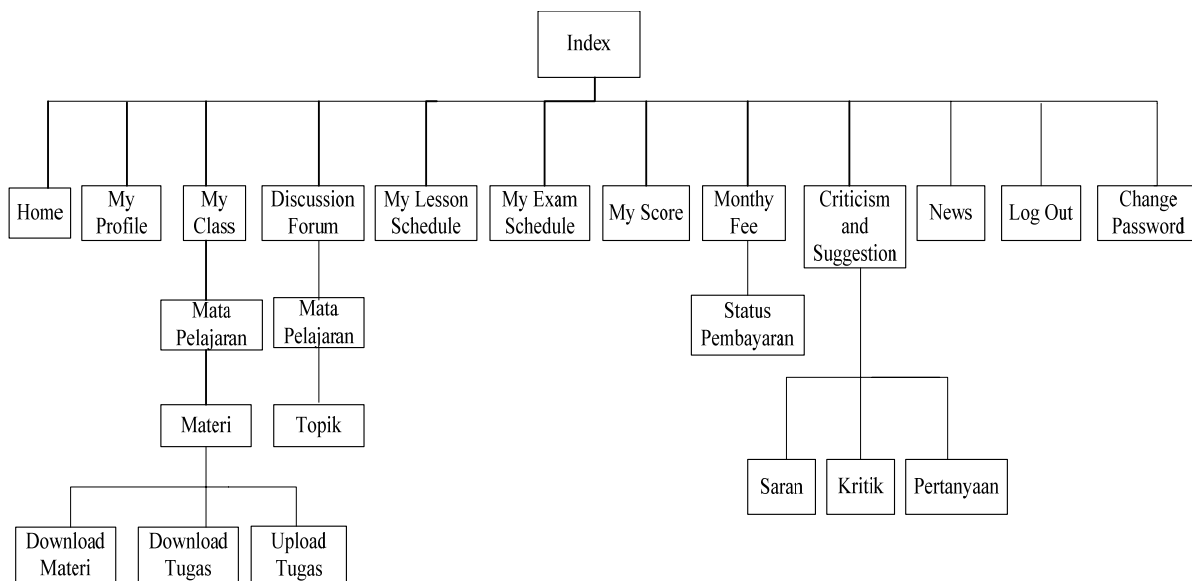 Index
Home
My
Profile
My
Class
Discussion
Forum
My Lesson
Schedule
My Exam
Schedule
My Score
Monthy
Fee
Criticism
and
Suggestion
News
Log Out
Change
Password
Mata
Pelajaran
Mata
Pelajaran
Status
Pembayaran
Materi
Topik
Saran
Kritik
Pertanyaan
Download
Materi
Download
Tugas
Upload
Tugas